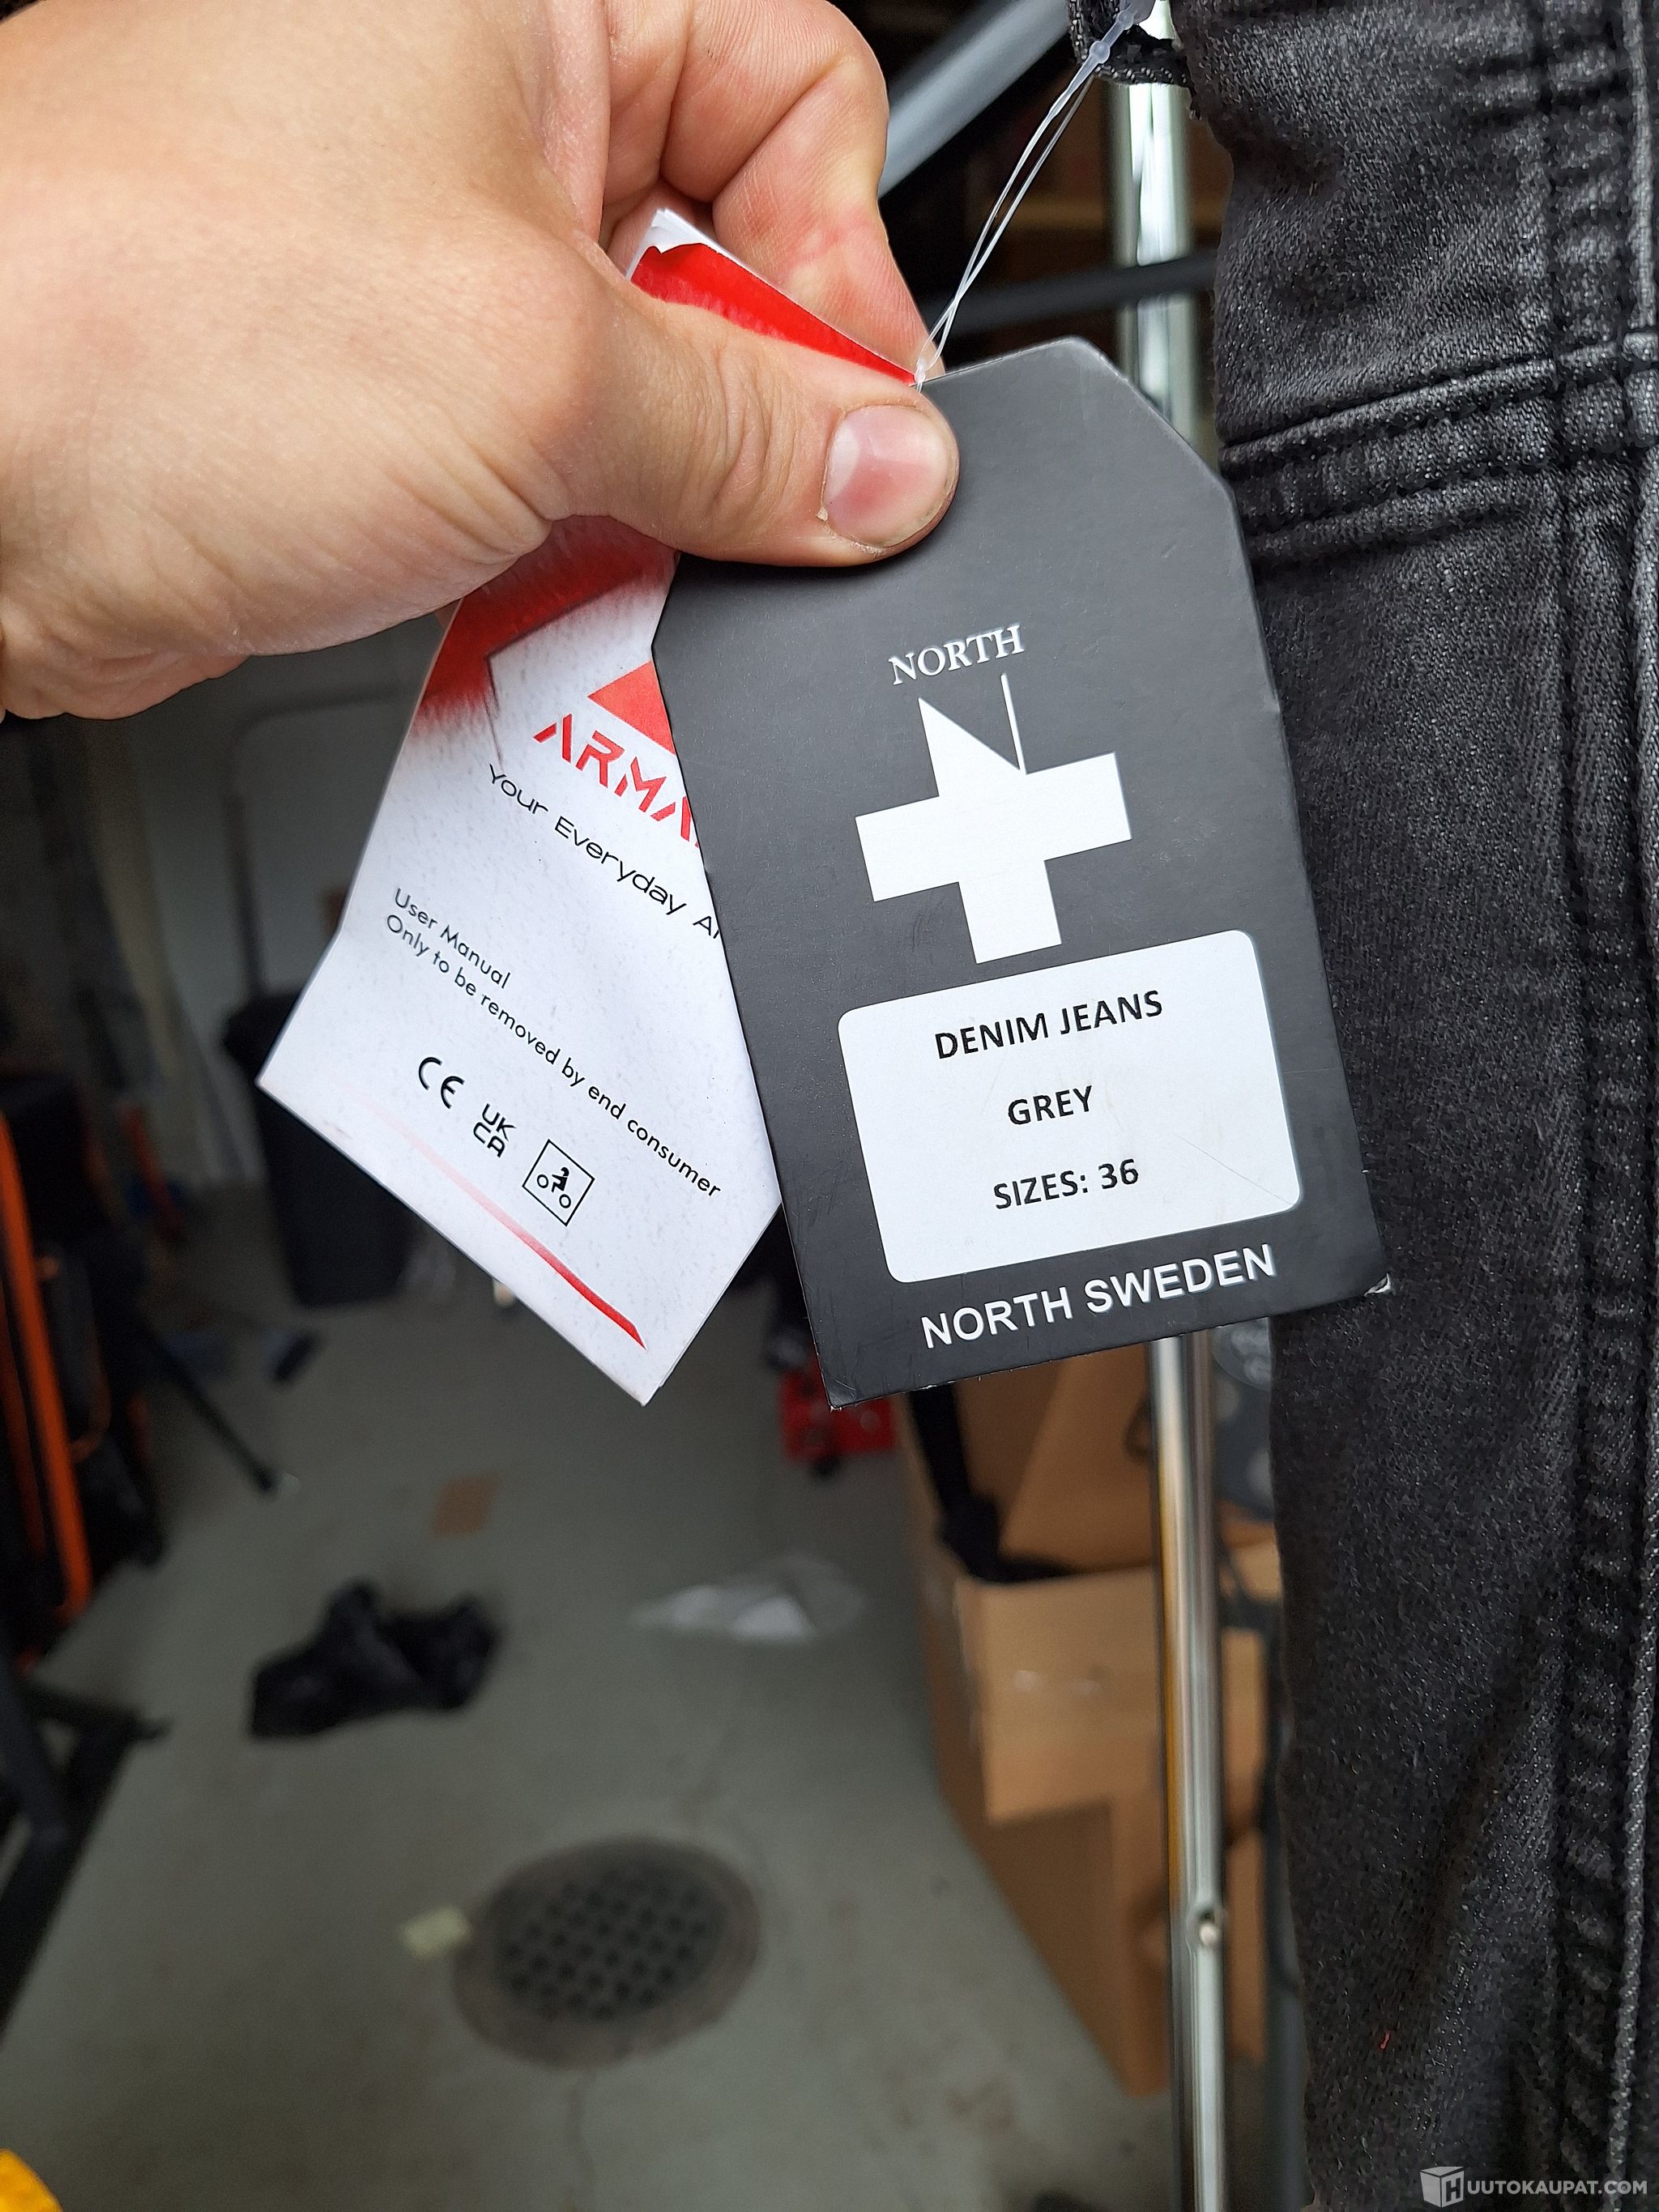 NORTH
DENIM JEANS
GREY
SIZES: 36
NORTH SWEDEN
Your Everyday
User Manual
Only to be removed by end consumer
CE
UK
CA
HUUTOKAUPAT.COM